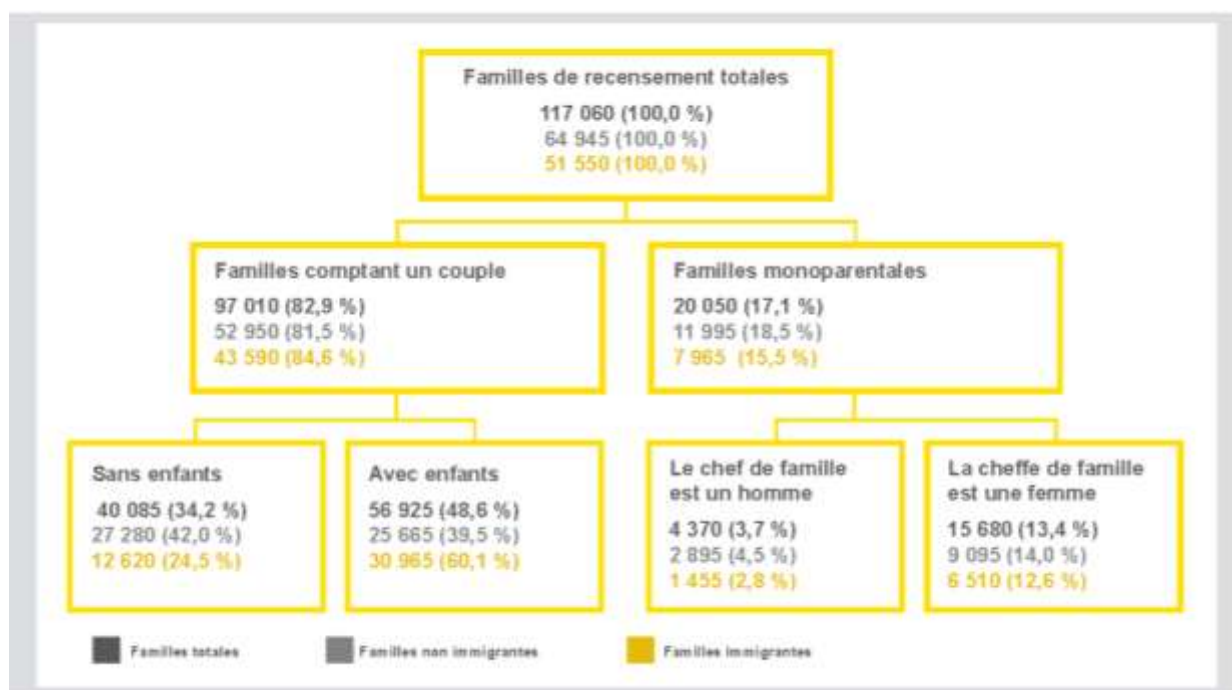 Familles de recensement totales
117 060 (100,0 %)
64 945 (100,0 %)
51 550 (100,0 %)
Familles comptant un couple
97 010 (82,9 %)
52 950 (81,5 %)
43 590 (84,6 %)
Familles monoparentales
20 050 (17,1 %)
11 995 (18,5 %)
7 965 (15,5 %)
Sans enfants
40 085 (34,2 %)
27 280 (42,0 %)
12 620 (24,5 %)
Avec enfants
56 925 (48,6 %)
25 665 (39,5 %)
30 965 (60,1 %)
Le chef de famille
est un homme
4 370 (3,7 %)
2 895 (4,5 %)
1 455 (2,8 %)
La cheffe de famille
est une femme
15 680 (13,4 %)
9 095 (14,0 %)
6 510 (12,6 %)
Familles totales
Familles non immigrantes
Familles immigrantes